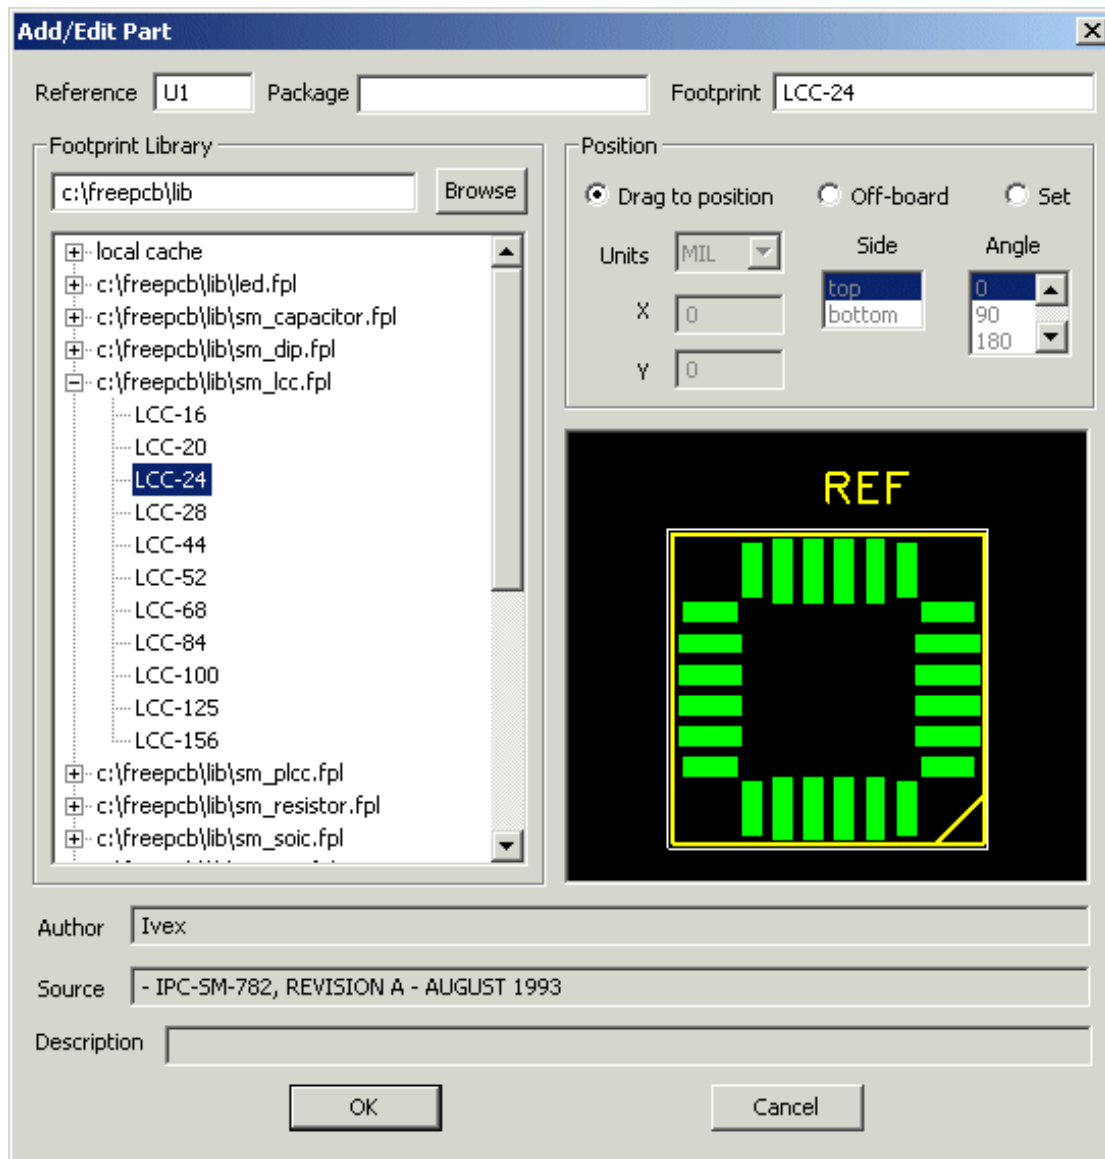 Add/Edit Part
Reference U1 Package Footprint LCC-24
Footprint Library
c:\freepcb\lib Browse
local cache
c:\freepcb\lib\led.fpl
c:\freepcb\lib\sm_capacitor.fpl
c:\freepcb\lib\sm_dip.fpl
c:\freepcb\lib\sm_lcc.fpl
LCC-16
LCC-20
LCC-24
LCC-28
LCC-44
LCC-52
LCC-68
LCC-84
LCC-100
LCC-125
LCC-156
c:\freepcb\lib\sm_plcc.fpl
c:\freepcb\lib\sm_resistor.fpl
c:\freepcb\lib\sm_soic.fpl
Position
Drag to position Off-board Set
Units MIL Side Angle
X 0 top 0
bottom 90
180
Y 0
REF
Author Ivex
Source - IPC-SM-782, REVISION A - AUGUST 1993
Description
OK Cancel